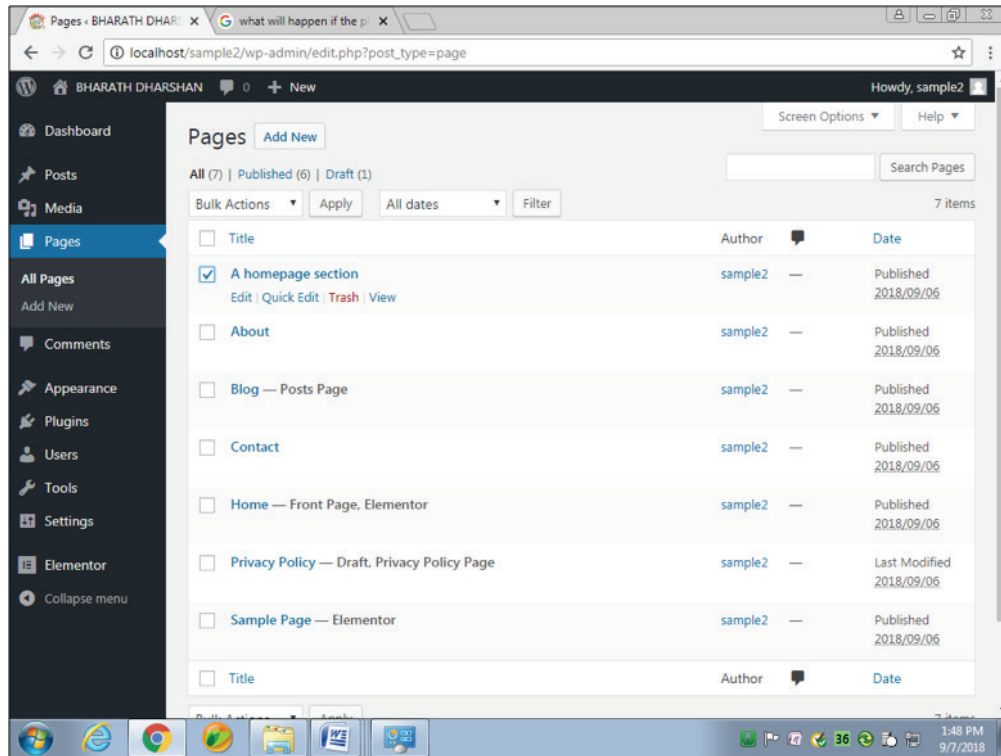 Pages ‹ BHARATH DHARS
what will happen if the pl
localhost/sample2/wp-admin/edit.php?post_type=page
BHARATH DHARSHAN 0 New
Howdy, sample2
Dashboard
Posts
Media
Pages
All Pages
Add New
Comments
Appearance
Plugins
Users
Tools
Settings
Elementor
Collapse menu
Screen Options Help
Pages Add New
All (7) | Published (6) | Draft (1)
Search Pages
Bulk Actions Apply All dates Filter 7 items
Title Author Date
A homepage section sample2 — Published
Edit | Quick Edit | Trash | View 2018/09/06
About sample2 — Published
2018/09/06
Blog — Posts Page sample2 — Published
2018/09/06
Contact sample2 — Published
2018/09/06
Home — Front Page, Elementor sample2 — Published
2018/09/06
Privacy Policy — Draft, Privacy Policy Page sample2 — Last Modified
2018/09/06
Sample Page — Elementor sample2 — Published
2018/09/06
Title Author Date
Bulk Actions Apply 7 items
36 1:48 PM
9/7/2018